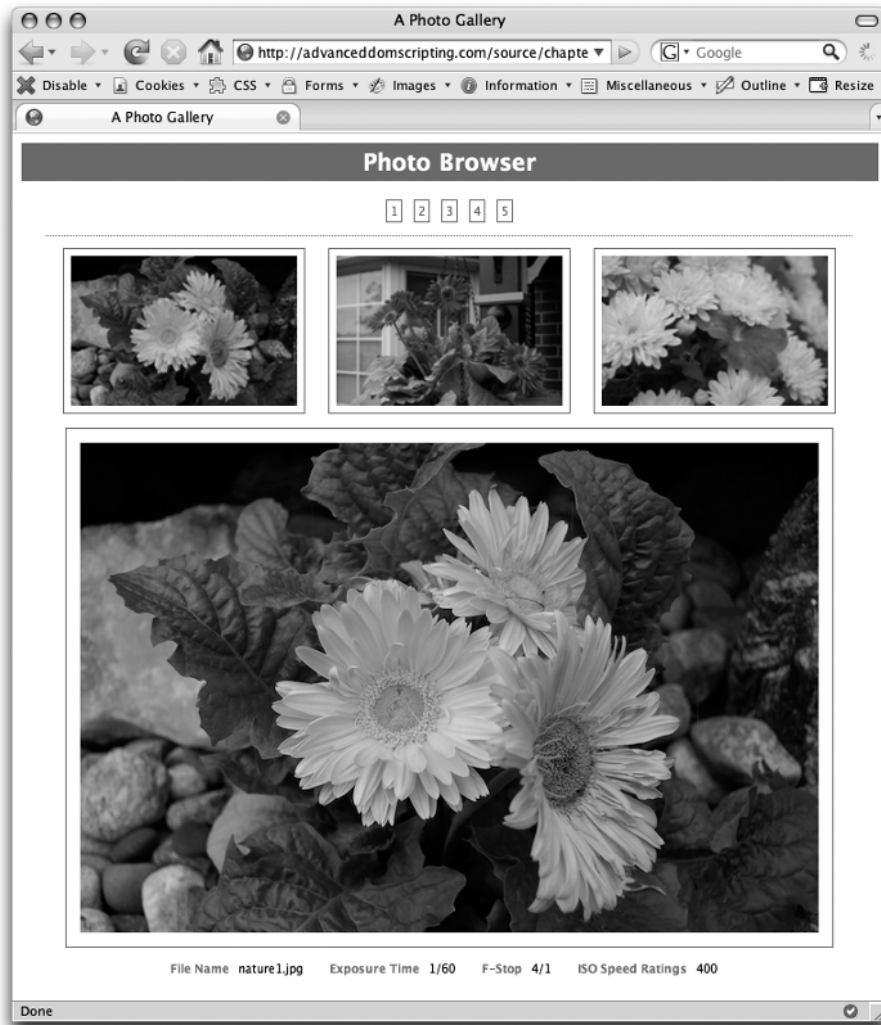 A Photo Gallery
http://advanceddomscripting.com/source/chapte
G Google
Disable Cookies CSS Forms Images Information Miscellaneous Outline Resize
A Photo Gallery
Photo Browser
1 2 3 4 5
File Name nature1.jpg Exposure Time 1/60 F-Stop 4/1 ISO Speed Ratings 400
Done